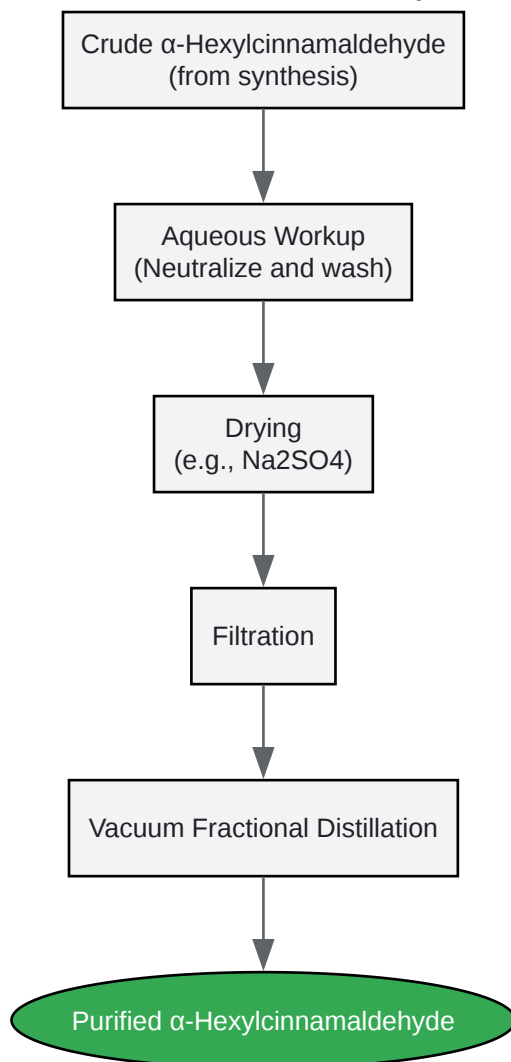 Crude α-Hexylcinnamaldehyde
(from synthesis)
Aqueous Workup
(Neutralize and wash)
Drying
(e.g., Na2SO4)
Filtration
Vacuum Fractional Distillation
Purified α-Hexylcinnamaldehyde